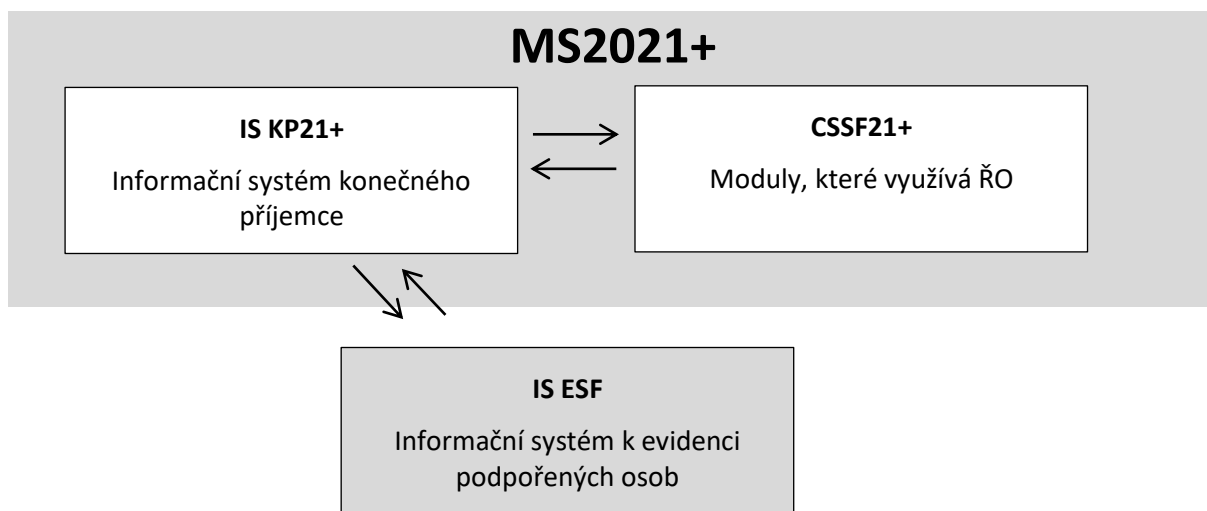 MS2021+
IS KP21+
Informační systém konečného
příjemce
CSSF21+
Moduly, které využívá ŘO
IS ESF
Informační systém k evidenci
podpořených osob